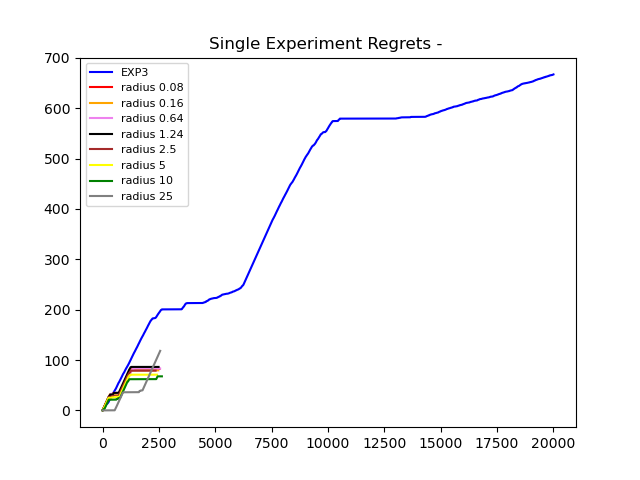 Single Experiment Regrets -
700
600
500
400
300
200
100
0
EXP3
radius 0.08
radius 0.16
radius 0.64
radius 1.24
radius 2.5
radius 5
radius 10
radius 25
0 2500 5000 7500 10000 12500 15000 17500 20000